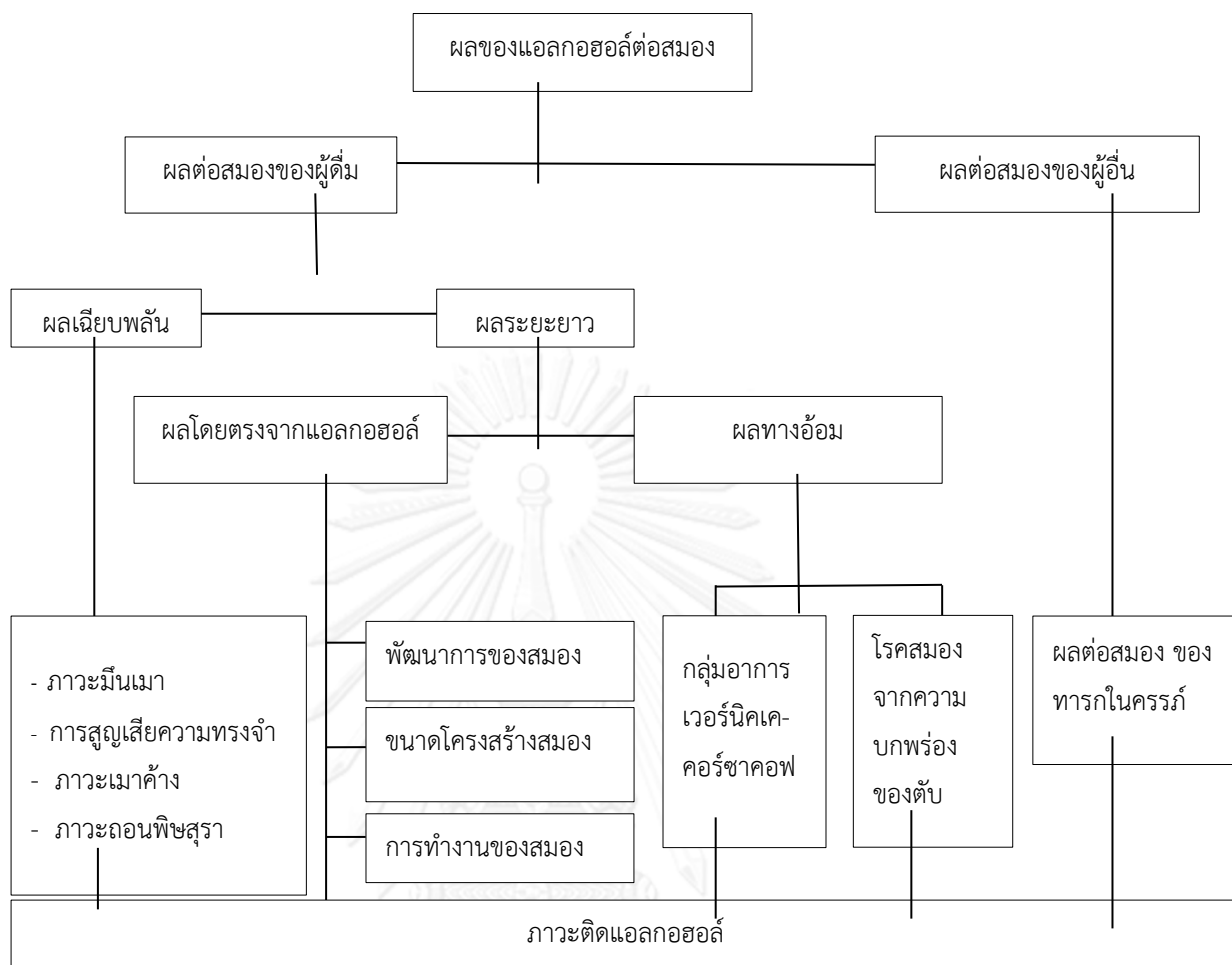 ผลของแอลกอฮอล์ต่อสมอง
ผลต่อสมองของผู้ดื่ม
ผลต่อสมองของผู้อื่น
ผลเฉียบพลัน
ผลระยะยาว
ผลโดยตรงจากแอลกอฮอล์
ผลทางอ้อม
- ภาวะมึนเมา
- การสูญเสียความทรงจำ
- ภาวะเมาค้าง
- ภาวะถอนพิษสุรา
พัฒนาการของสมอง
ขนาดโครงสร้างสมอง
การทำงานของสมอง
กลุ่มอาการ
เวอร์นิคเค-
คอร์ซาคอฟ
โรคสมอง
จากความ
บกพร่อง
ของตับ
ผลต่อสมอง ของ
ทารกในครรภ์
ภาวะติดแอลกอฮอล์